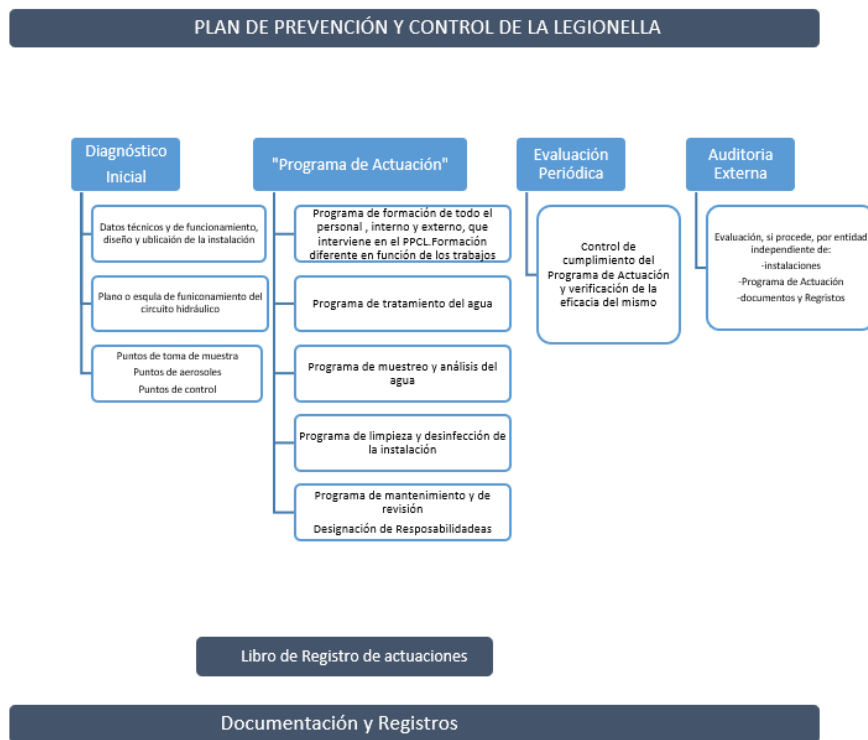 PLAN DE PREVENCIÓN Y CONTROL DE LA LEGIONELLA
Diagnóstico
Inicial
Datos técnicos y de funcionamiento,
diseño y ublicaión de la instalación
Plano o esqula de funiconamiento del
circuito hidráulico
Puntos de toma de muestra
Puntos de aerosoles
Puntos de control
"Programa de Actuación"
Programa de formación de todo el
personal , interno y externo, que
interviene en el PPCL.Formación
diferente en función de los trabajos
Programa de tratamiento del agua
Programa de muestreo y análisis del
agua
Programa de limpieza y desinfección de
la instalación
Programa de mantenimiento y de
revisión
Designación de Resposabilidadeas
Evaluación
Periódica
Control de
cumplimiento del
Programa de Actuación
y verificación de la
eficacia del mismo
Auditoria
Externa
Evaluación, si procede, por entidad
independiente de:
-instalaciones
-Programa de Actuación
-documentos y Regristos
Libro de Registro de actuaciones
Documentación y Registros